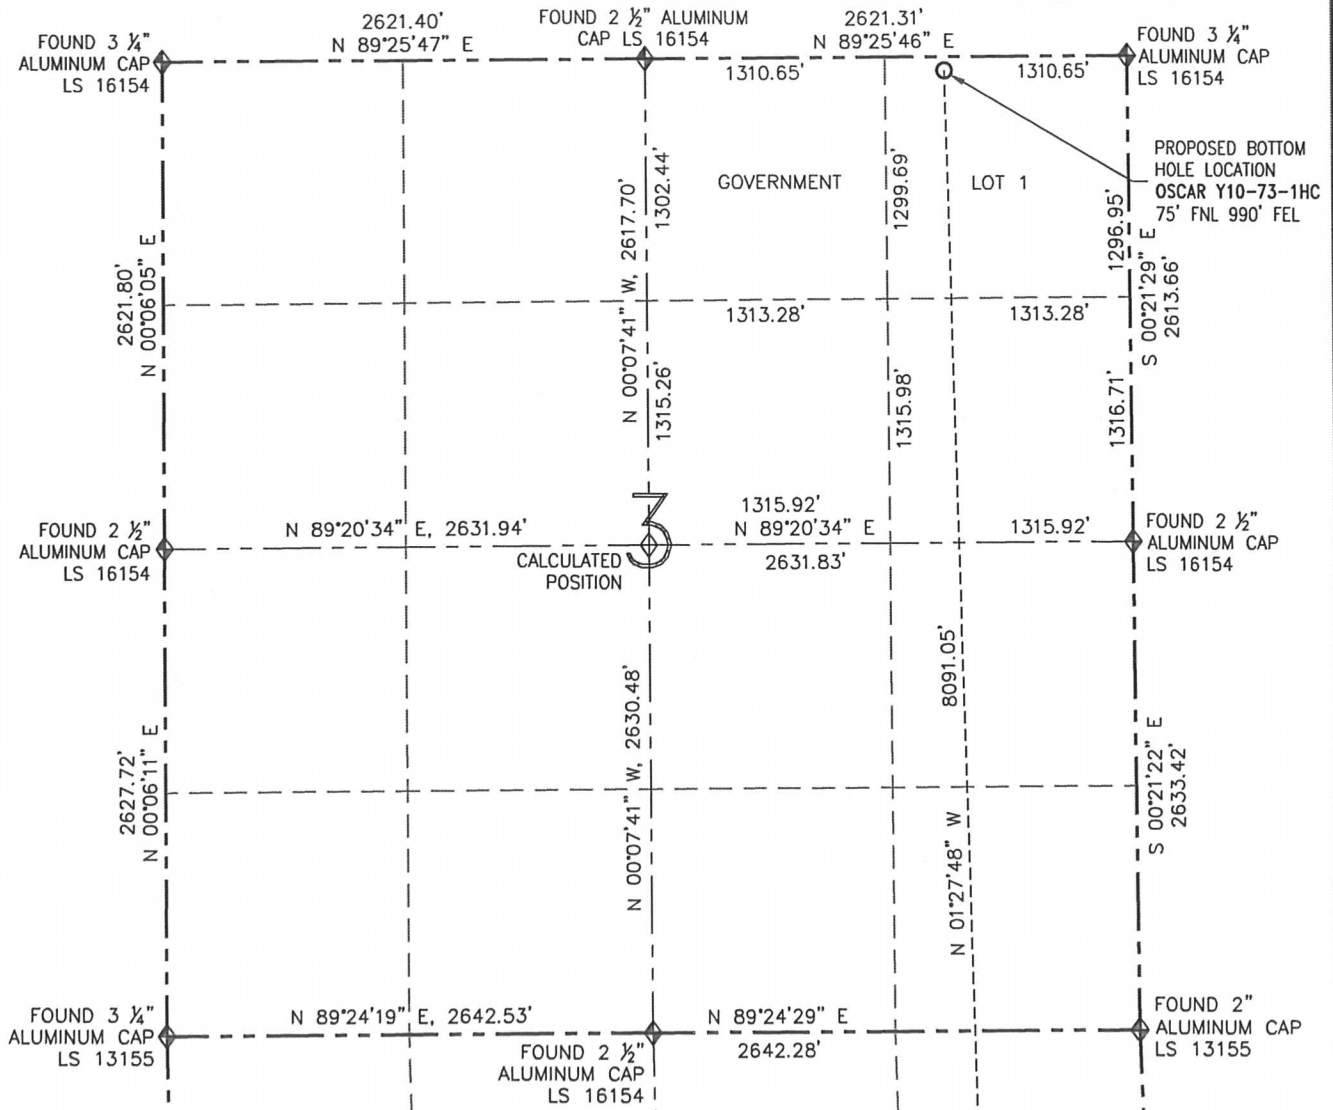 2621.40'
N 89°25'47" E
FOUND 2 ½" ALUMINUM
CAP LS 16154
2621.31'
N 89°25'46" E
FOUND 3 ¼"
ALUMINUM CAP
LS 16154
FOUND 3 ¼"
ALUMINUM CAP
LS 16154
1310.65'
1310.65'
PROPOSED BOTTOM
HOLE LOCATION
OSCAR Y10-73-1HC
75' FNL 990' FEL
GOVERNMENT
LOT 1
2621.80'
N 00°06'05" E
N 00°07'41" W, 2617.70'
1302.44'
1299.69'
1296.95'
S 00°21'29" E
2613.66'
1313.28'
1313.28'
1315.26'
1315.98'
1316.71'
FOUND 2 ½"
ALUMINUM CAP
LS 16154
N 89°20'34" E, 2631.94'
3
CALCULATED
POSITION
1315.92'
N 89°20'34" E
2631.83'
1315.92'
FOUND 2 ½"
ALUMINUM CAP
LS 16154
2627.72'
N 00°06'11" E
N 00°07'41" W, 2630.48'
8091.05'
N 01°27'48" W
S 00°21'22" E
2633.42'
FOUND 3 ¼"
ALUMINUM CAP
LS 13155
N 89°24'19" E, 2642.53'
FOUND 2 ½"
ALUMINUM CAP
LS 16154
N 89°24'29" E
2642.28'
FOUND 2"
ALUMINUM CAP
LS 13155